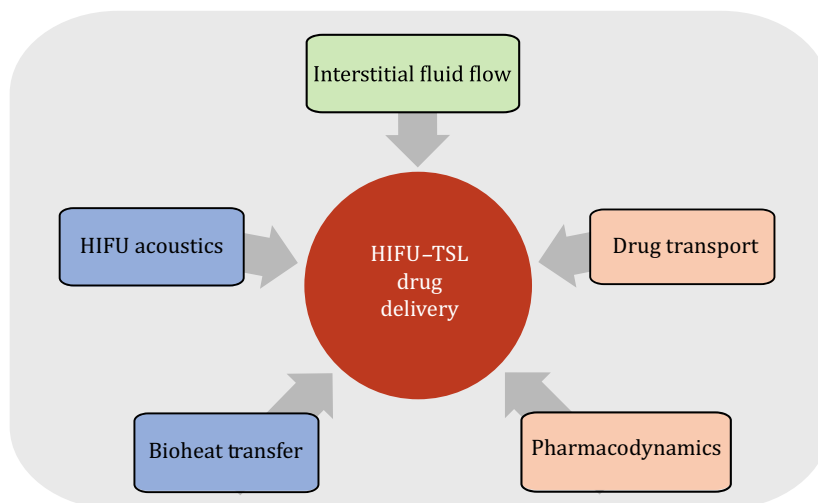 Interstitial fluid flow
HIFU acoustics
HIFU–TSL
drug
delivery
Drug transport
Bioheat transfer
Pharmacodynamics